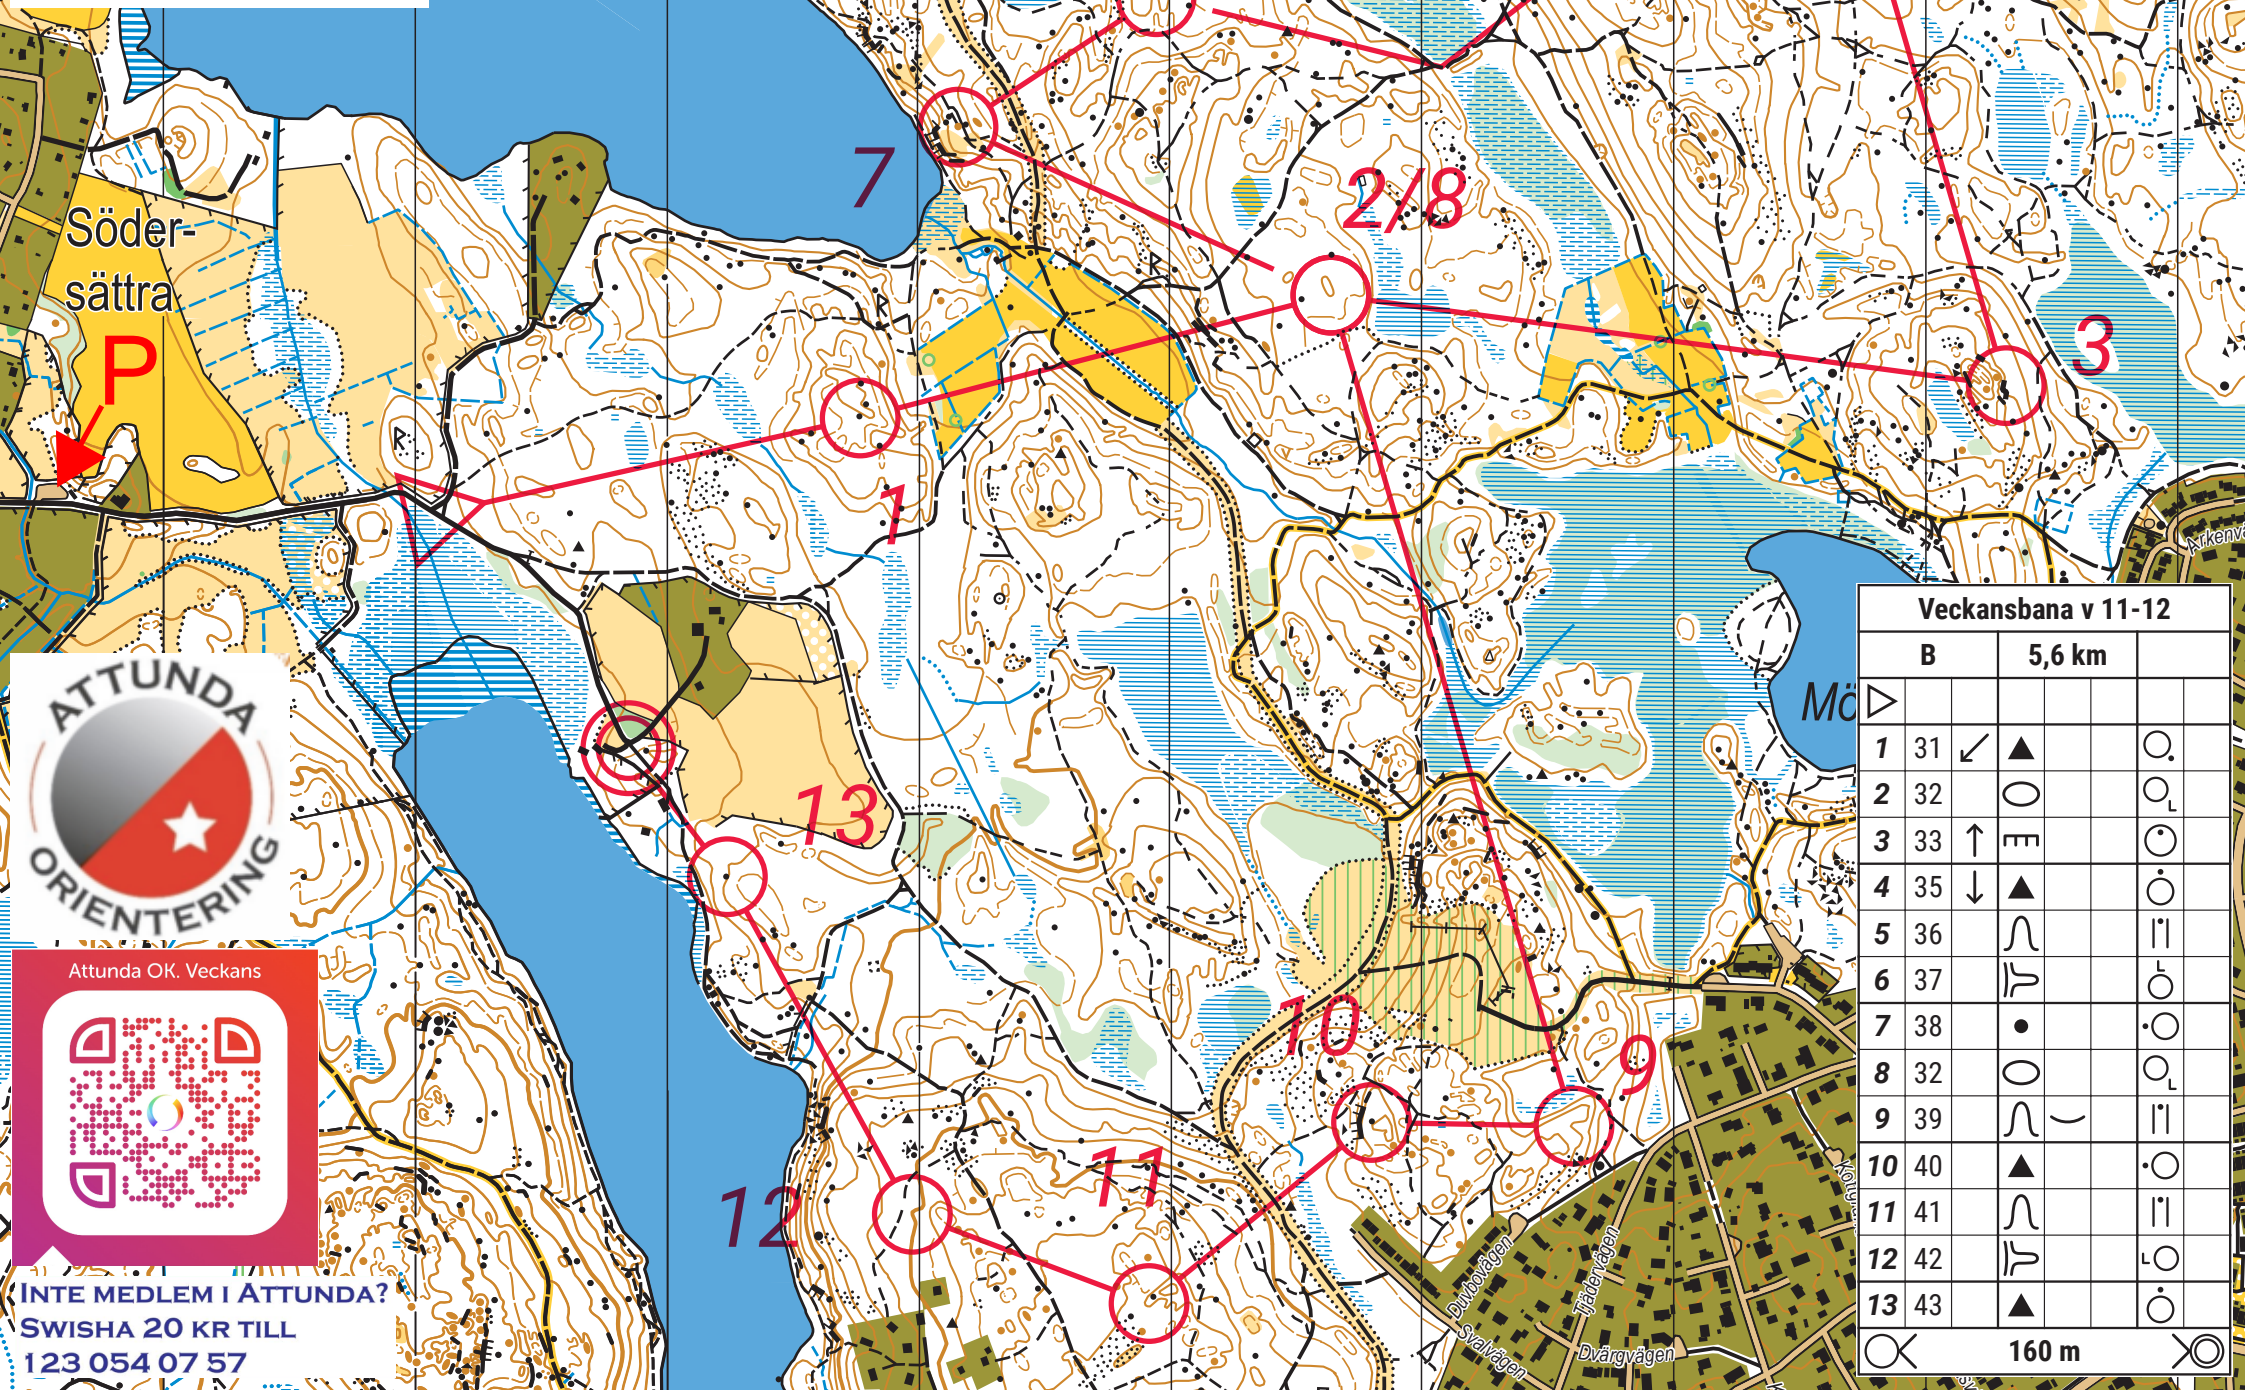 Söder-
sättra
P
7
2/8
3
1
13
10
9
11
12
Mö
Arkenv
Duvbovägen
Tjädervägen
Svalvägen
Dvärgvägen
ATTUNDA
ORIENTERING
Attunda OK. Veckans
INTE MEDLEM I ATTUNDA?
SWISHA 20 KR TILL
123 054 07 57
Veckansbana v 11-12
B 5,6 km
1 31
2 32
3 33
4 35
5 36
6 37
7 38
8 32
9 39
10 40
11 41
12 42
13 43
160 m